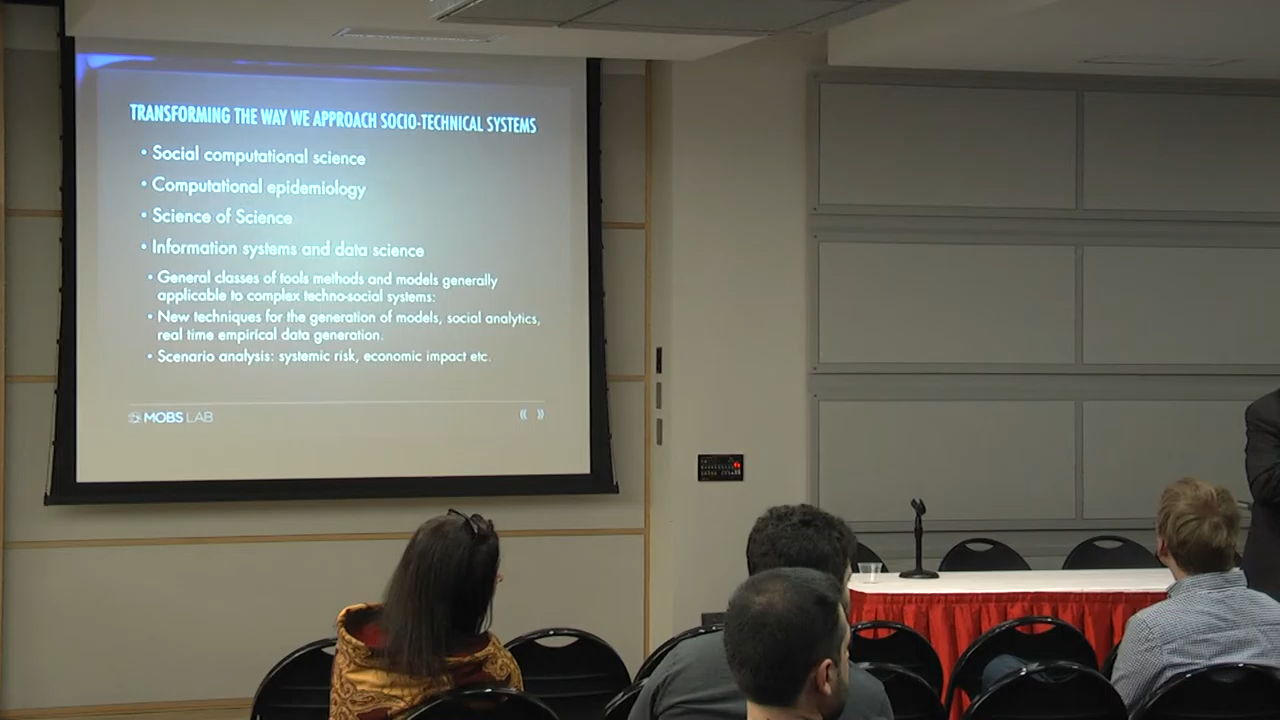 TRANSFORMING THE WAY WE APPROACH SOCIO-TECHNICAL SYSTEMS
• Social computational science
• Computational epidemiology
• Science of Science
• Information systems and data science
• General classes of tools methods and models generally
applicable to complex techno-social systems:
• New techniques for the generation of models, social analytics,
real time empirical data generation.
• Scenario analysis: systemic risk, economic impact etc.
MOBS LAB